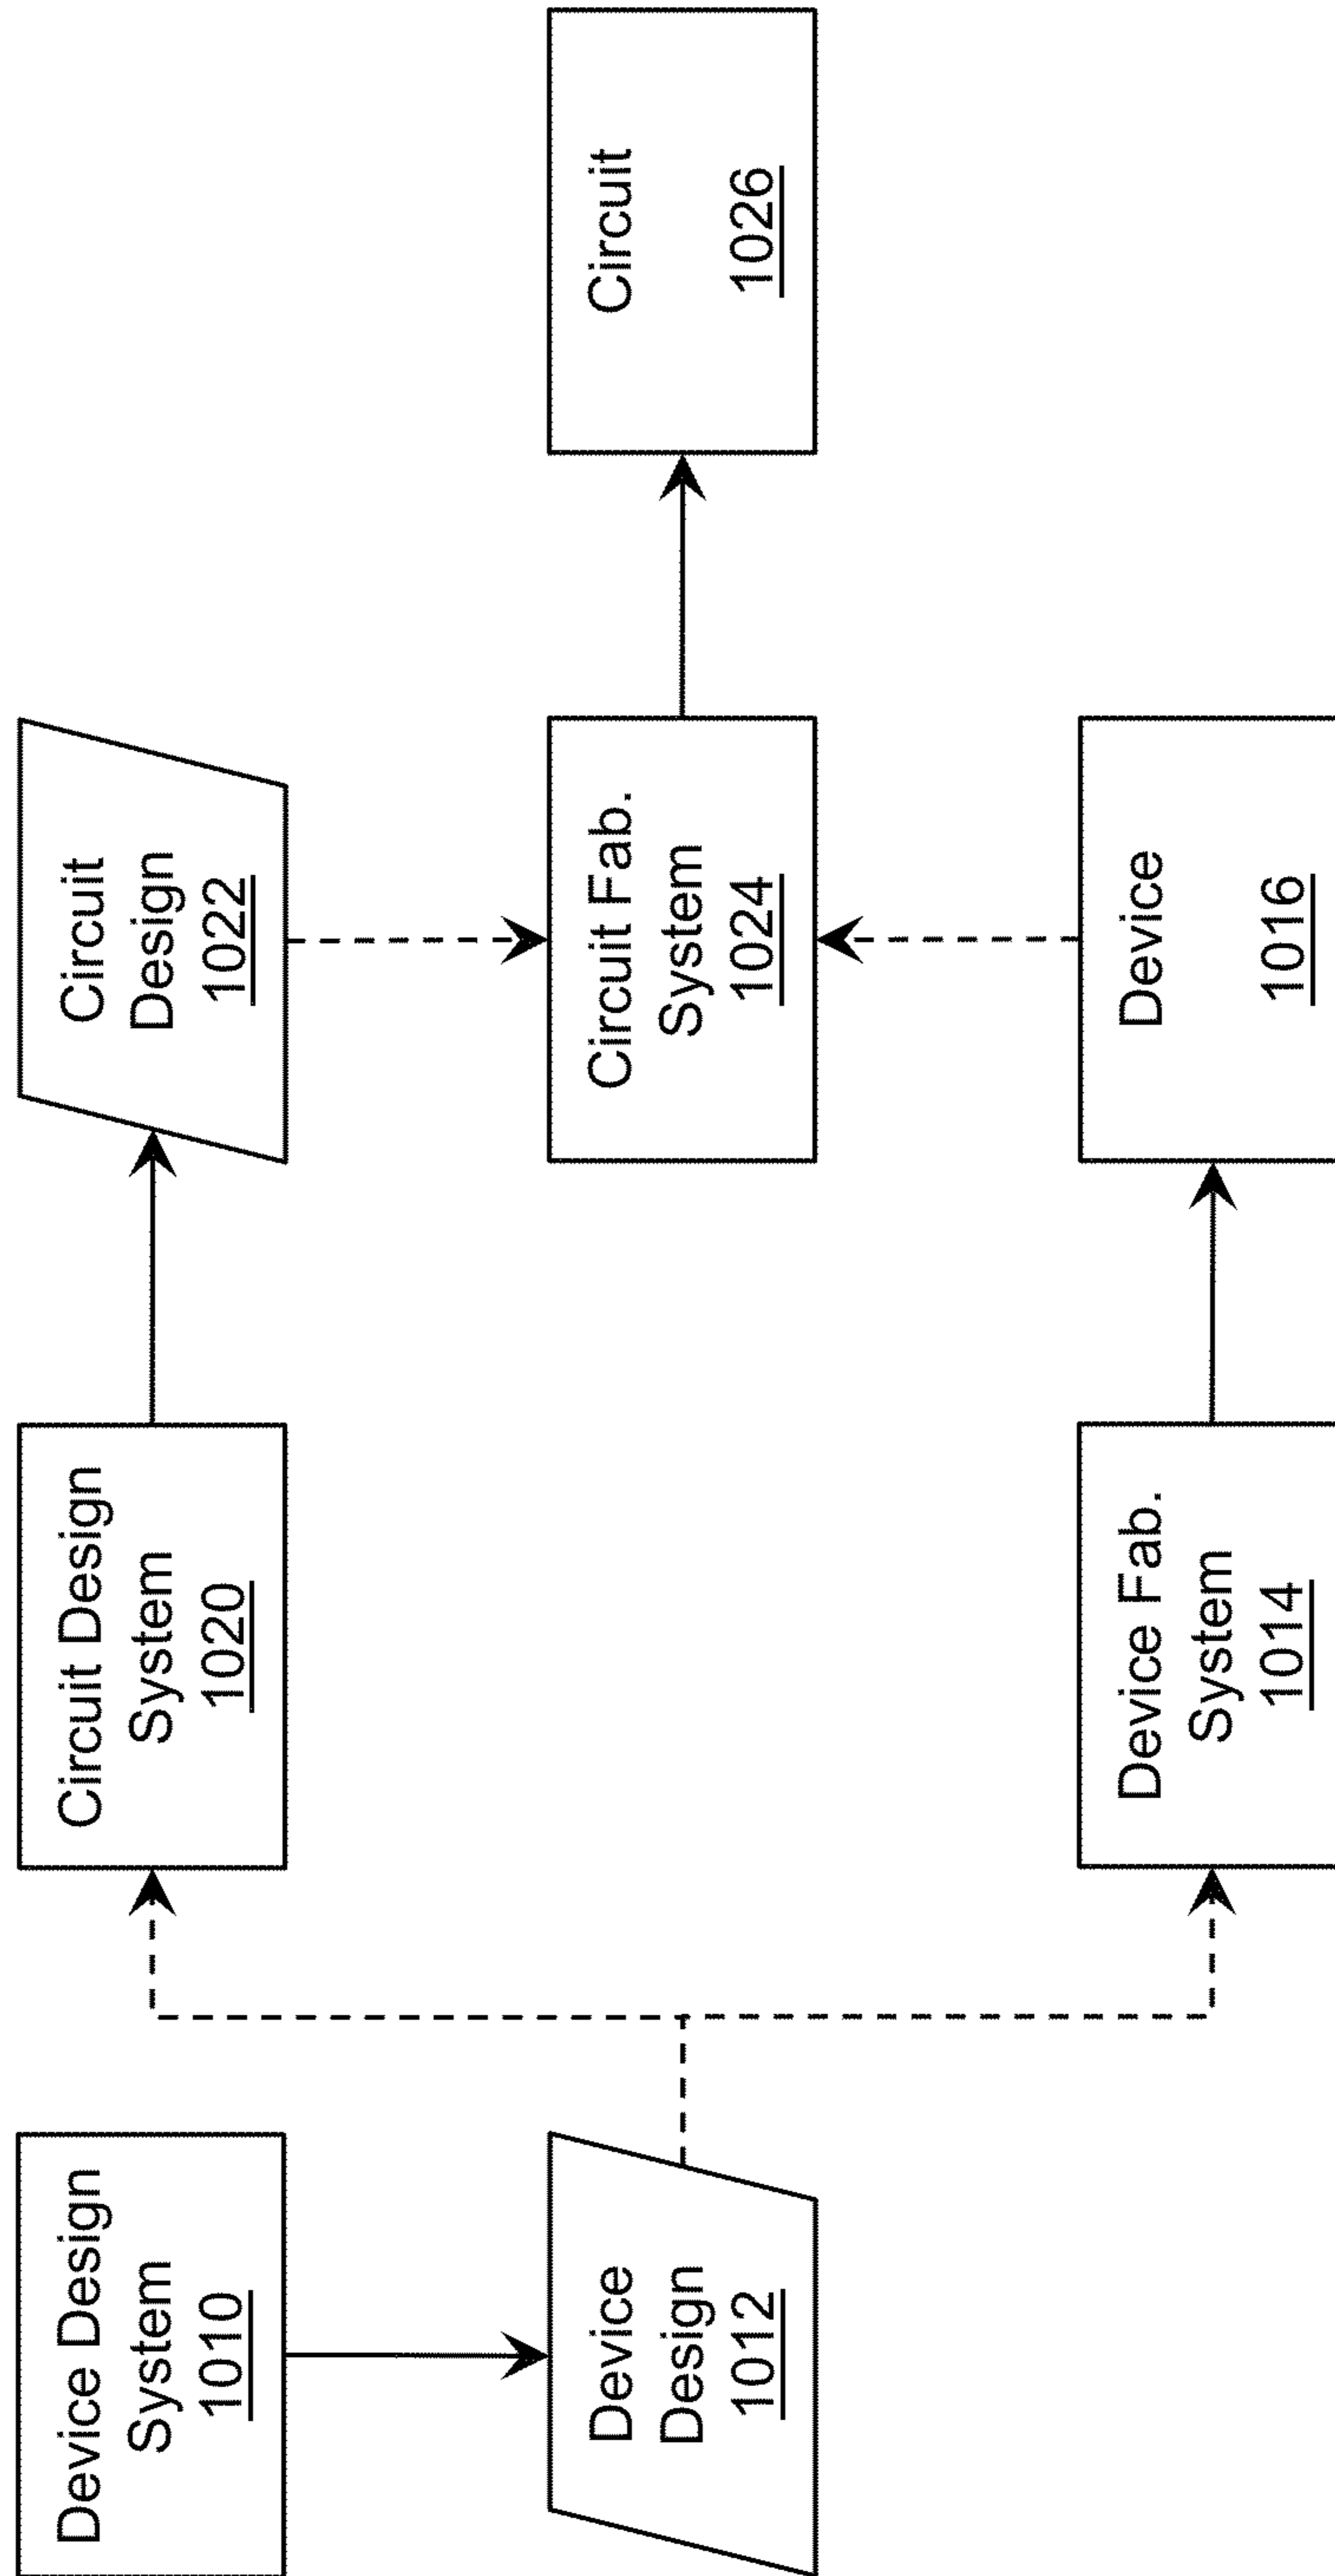 Device Design
System
1010
Device
Design
1012
Circuit Design
System
1020
Device Fab.
System
1014
Circuit
Design
1022
Circuit Fab.
System
1024
Device
1016
Circuit
1026